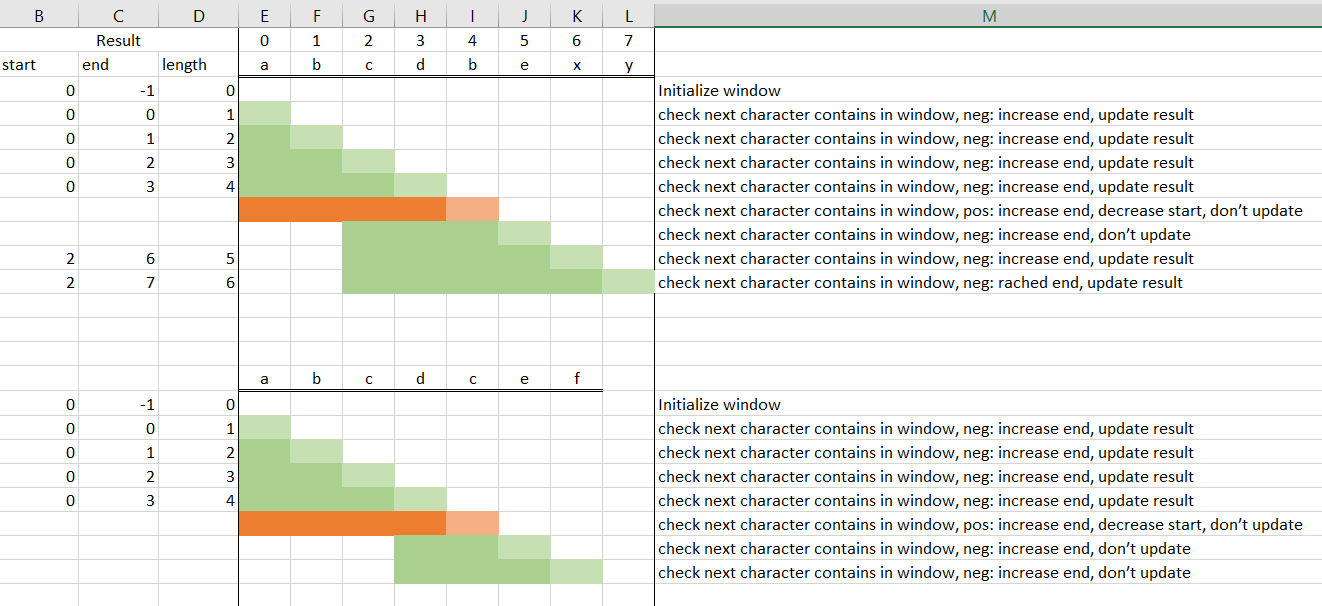 B C D E F G H I J K L M
Result 0 1 2 3 4 5 6 7
start end length a b c d b e x y
0 -1 0 Initialize window
0 0 1 check next character contains in window, neg: increase end, update result
0 1 2 check next character contains in window, neg: increase end, update result
0 2 3 check next character contains in window, neg: increase end, update result
0 3 4 check next character contains in window, neg: increase end, update result
check next character contains in window, pos: increase end, decrease start, don't update
check next character contains in window, neg: increase end, don't update
2 6 5 check next character contains in window, neg: increase end, update result
2 7 6 check next character contains in window, neg: rached end, update result
a b c d c e f
0 -1 0 Initialize window
0 0 1 check next character contains in window, neg: increase end, update result
0 1 2 check next character contains in window, neg: increase end, update result
0 2 3 check next character contains in window, neg: increase end, update result
0 3 4 check next character contains in window, neg: increase end, update result
check next character contains in window, pos: increase end, decrease start, don't update
check next character contains in window, neg: increase end, don't update
check next character contains in window, neg: increase end, don't update